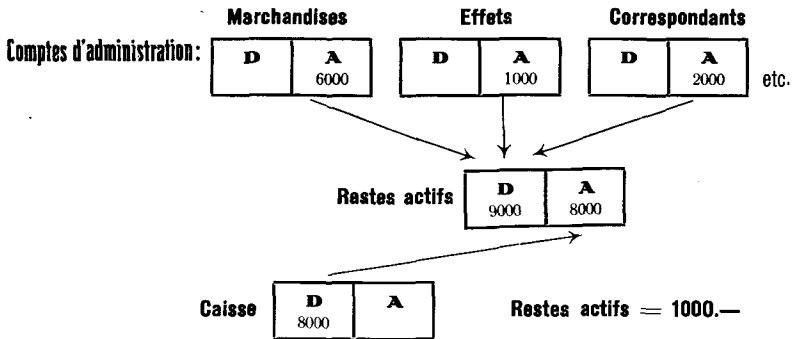 Marchandises Effets Correspondants
Comptes d'administration: D A D A D A
6000 1000 2000 etc.
Restes actifs D A
9000 8000
Caisse D A Restes actifs = 1000.—
8000